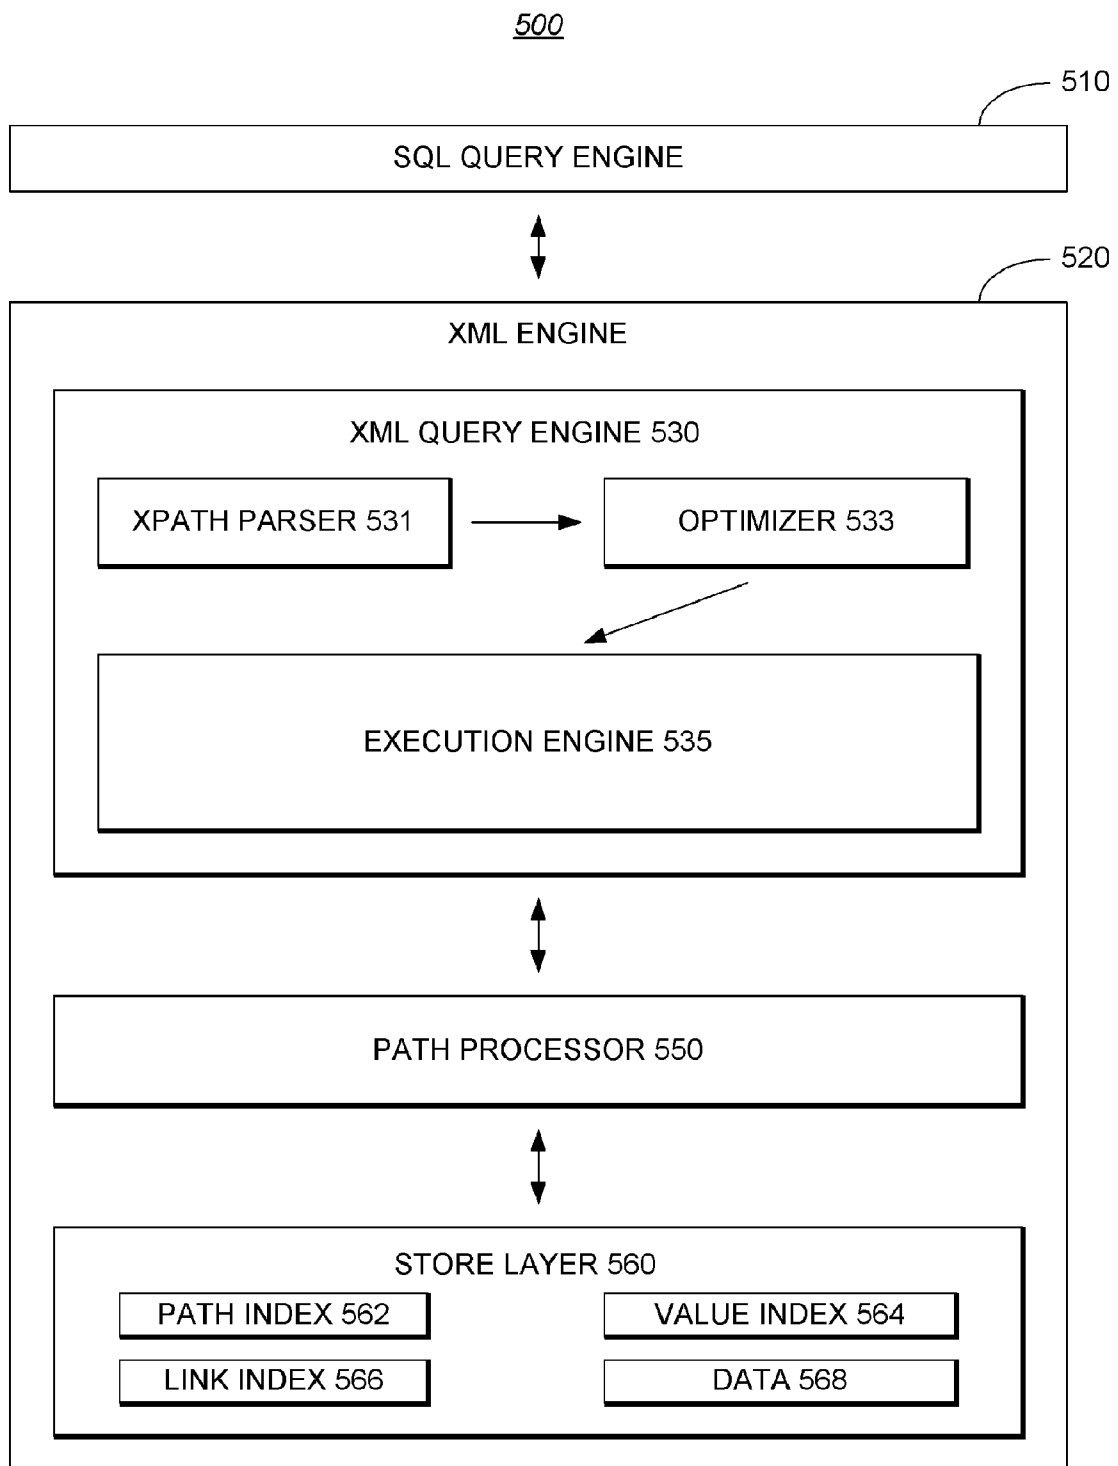 500
510
SQL QUERY ENGINE
520
XML ENGINE
XML QUERY ENGINE 530
XPATH PARSER 531
OPTIMIZER 533
EXECUTION ENGINE 535
PATH PROCESSOR 550
STORE LAYER 560
PATH INDEX 562
VALUE INDEX 564
LINK INDEX 566
DATA 568